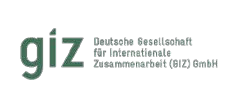 giz
Deutsche Gesellschaft
für Internationale
Zusammenarbeit (GIZ) GmbH